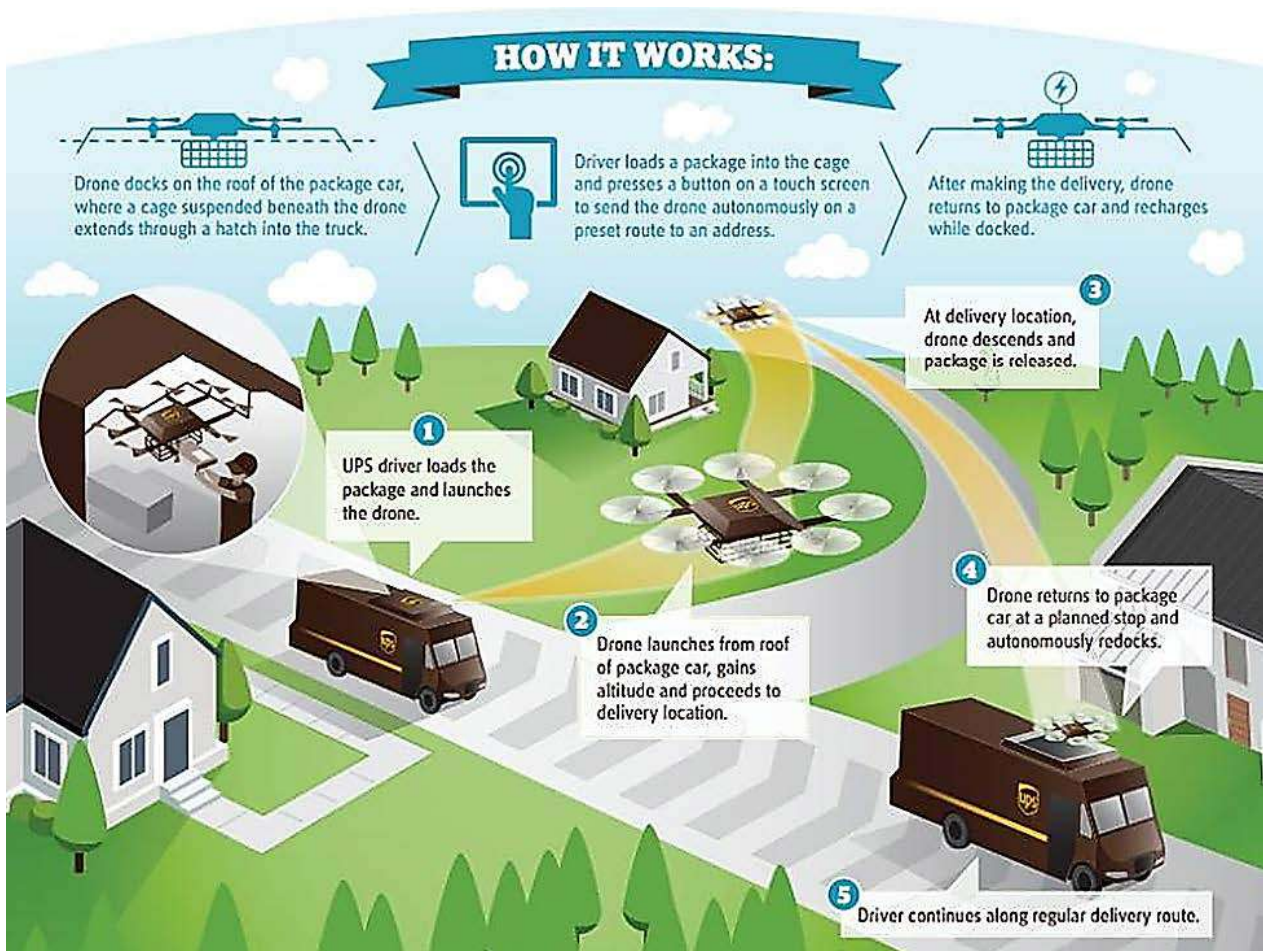 HOW IT WORKS:
Drone docks on the roof of the package car,
where a cage suspended beneath the drone
extends through a hatch into the truck.
Driver loads a package into the cage
and presses a button on a touch screen
to send the drone autonomously on a
preset route to an address.
After making the delivery, drone
returns to package car and recharges
while docked.
1
UPS driver loads the
package and launches
the drone.
2
Drone launches from roof
of package car, gains
altitude and proceeds to
delivery location.
3
At delivery location,
drone descends and
package is released.
4
Drone returns to package
car at a planned stop and
autonomously redocks.
5
Driver continues along regular delivery route.
ups
ups
ups